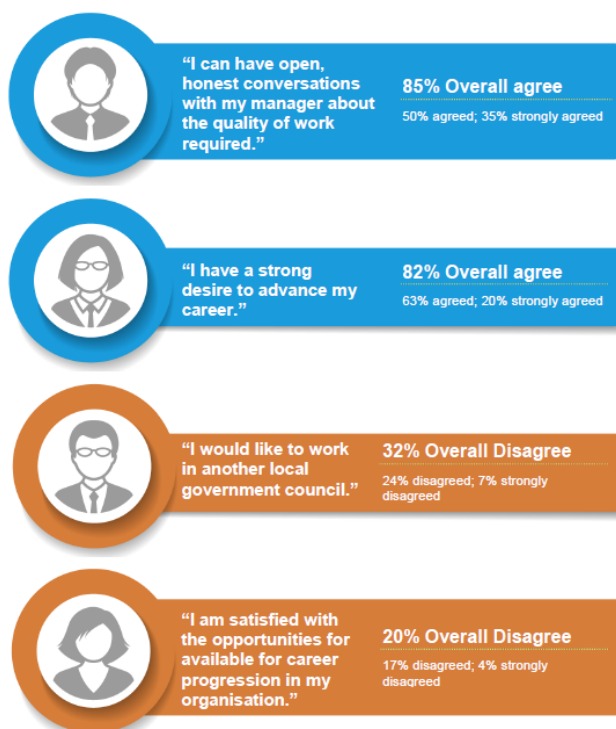 “I can have open,
honest conversations
with my manager about
the quality of work
required.”
85% Overall agree
50% agreed; 35% strongly agreed
“I have a strong
desire to advance my
career.”
82% Overall agree
63% agreed; 20% strongly agreed
“I would like to work
in another local
government council.”
32% Overall Disagree
24% disagreed; 7% strongly
disagreed
“I am satisfied with
the opportunities for
available for career
progression in my
organisation.”
20% Overall Disagree
17% disagreed; 4% strongly
disagreed